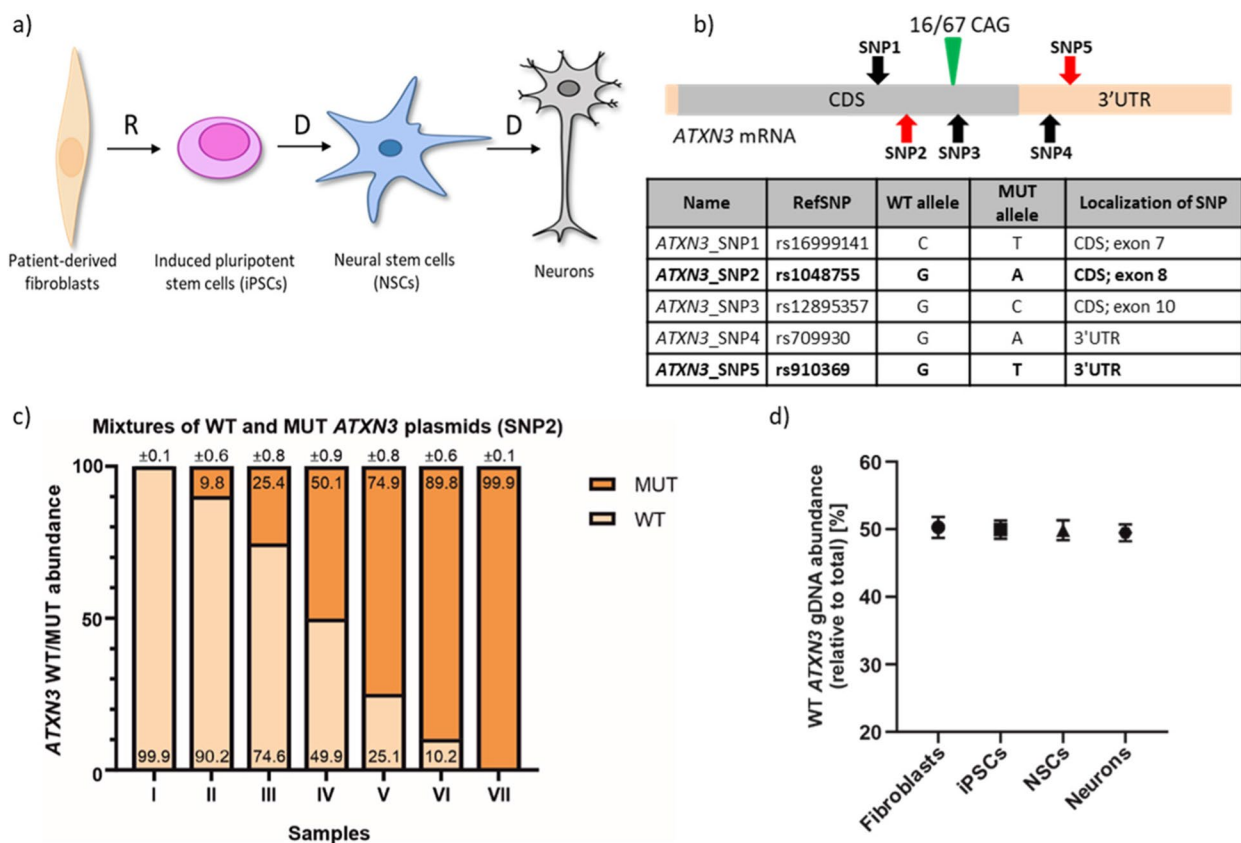 a)
R
D
D
Patient-derived
fibroblasts
Induced pluripotent
stem cells (iPSCs)
Neural stem cells
(NSCs)
Neurons
b)
16/67 CAG
SNP1
SNP5
CDS
3'UTR
ATXN3 mRNA
SNP2
SNP3
SNP4
Name RefSNP WT allele MUT allele Localization of SNP
ATXN3_SNP1 rs16999141 C T CDS; exon 7
ATXN3_SNP2 rs1048755 G A CDS; exon 8
ATXN3_SNP3 rs12895357 G C CDS; exon 10
ATXN3_SNP4 rs709930 G A 3'UTR
ATXN3_SNP5 rs910369 G T 3'UTR
c)
Mixtures of WT and MUT ATXN3 plasmids (SNP2)
±0.1 ±0.6 ±0.8 ±0.9 ±0.8 ±0.6 ±0.1
100
9.8 25.4 50.1 74.9 89.8 99.9
MUT
WT
ATXN3 WT/MUT abundance
50
99.9 90.2 74.6 49.9 25.1 10.2
0
I II III IV V VI VII
Samples
d)
WT ATXN3 gDNA abundance
(relative to total) [%]
60
50
40
30
20
Fibroblasts
iPSCs
NSCs
Neurons